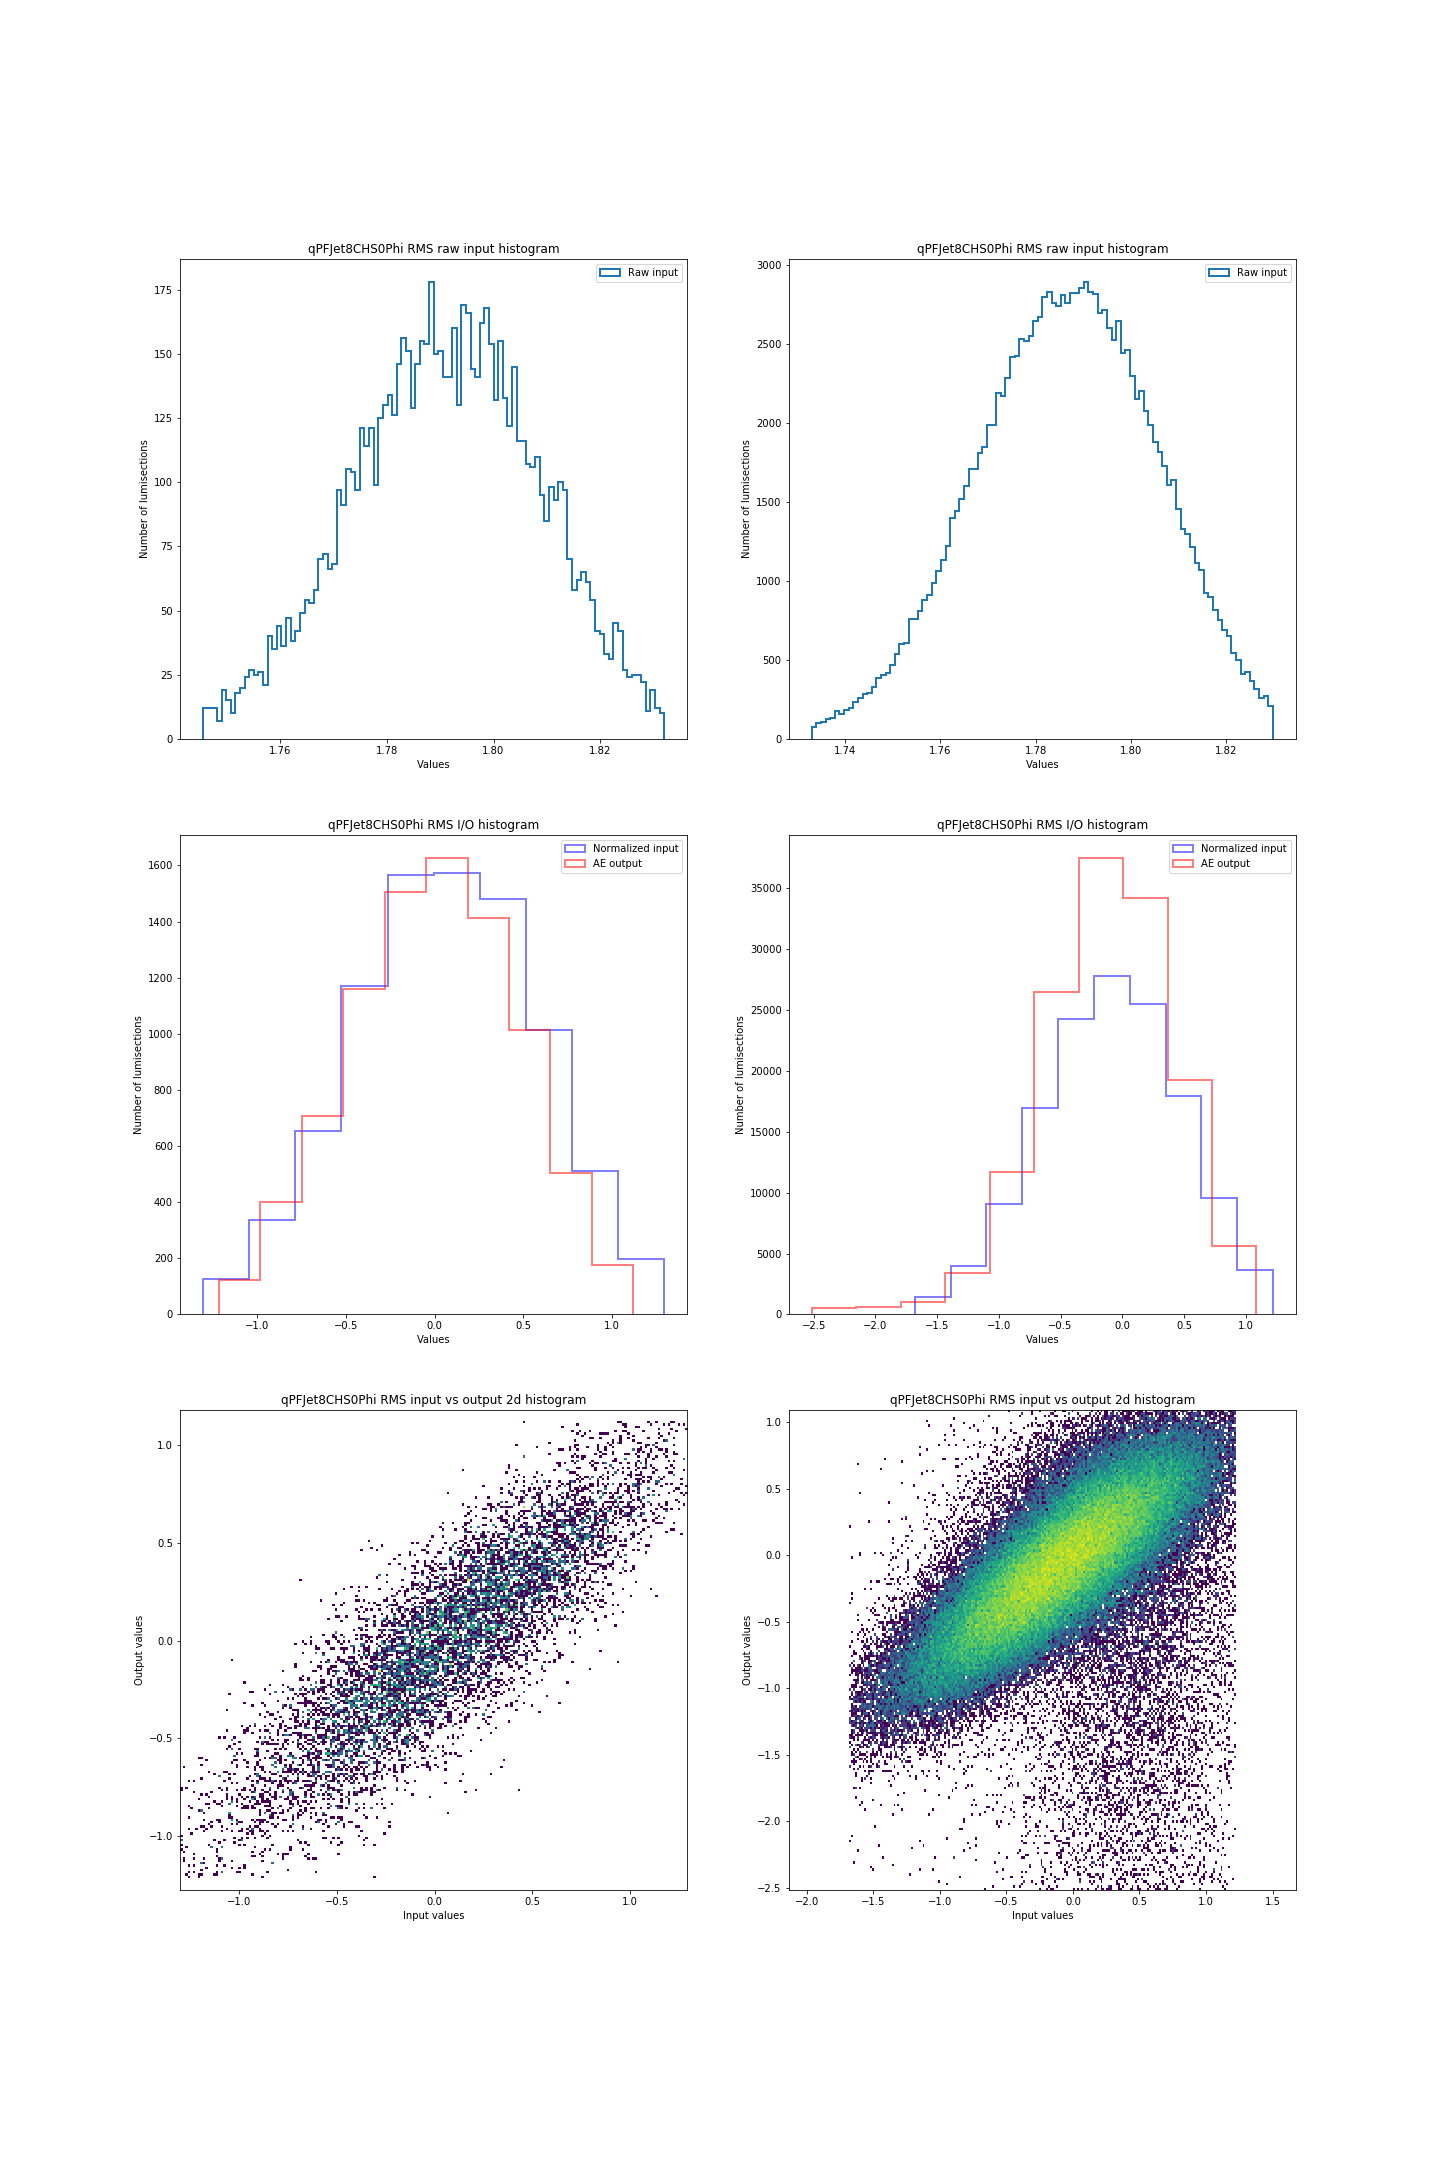 qPFJet8CHS0Phi RMS raw input histogram
Raw input
175
150
125
100
75
50
25
0
Number of lumisections
1.76 1.78 1.80 1.82
Values
qPFJet8CHS0Phi RMS raw input histogram
Raw input
3000
2500
2000
1500
1000
500
0
Number of lumisections
1.74 1.76 1.78 1.80 1.82
Values
qPFJet8CHS0Phi RMS I/O histogram
Normalized input
AE output
1600
1400
1200
1000
800
600
400
200
0
Number of lumisections
−1.0 −0.5 0.0 0.5 1.0
Values
qPFJet8CHS0Phi RMS I/O histogram
Normalized input
AE output
35000
30000
25000
20000
15000
10000
5000
0
Number of lumisections
−2.5 −2.0 −1.5 −1.0 −0.5 0.0 0.5 1.0
Values
qPFJet8CHS0Phi RMS input vs output 2d histogram
1.0
0.5
0.0
−0.5
−1.0
Output values
−1.0 −0.5 0.0 0.5 1.0
Input values
qPFJet8CHS0Phi RMS input vs output 2d histogram
1.0
0.5
0.0
−0.5
−1.0
−1.5
−2.0
−2.5
Output values
−2.0 −1.5 −1.0 −0.5 0.0 0.5 1.0 1.5
Input values